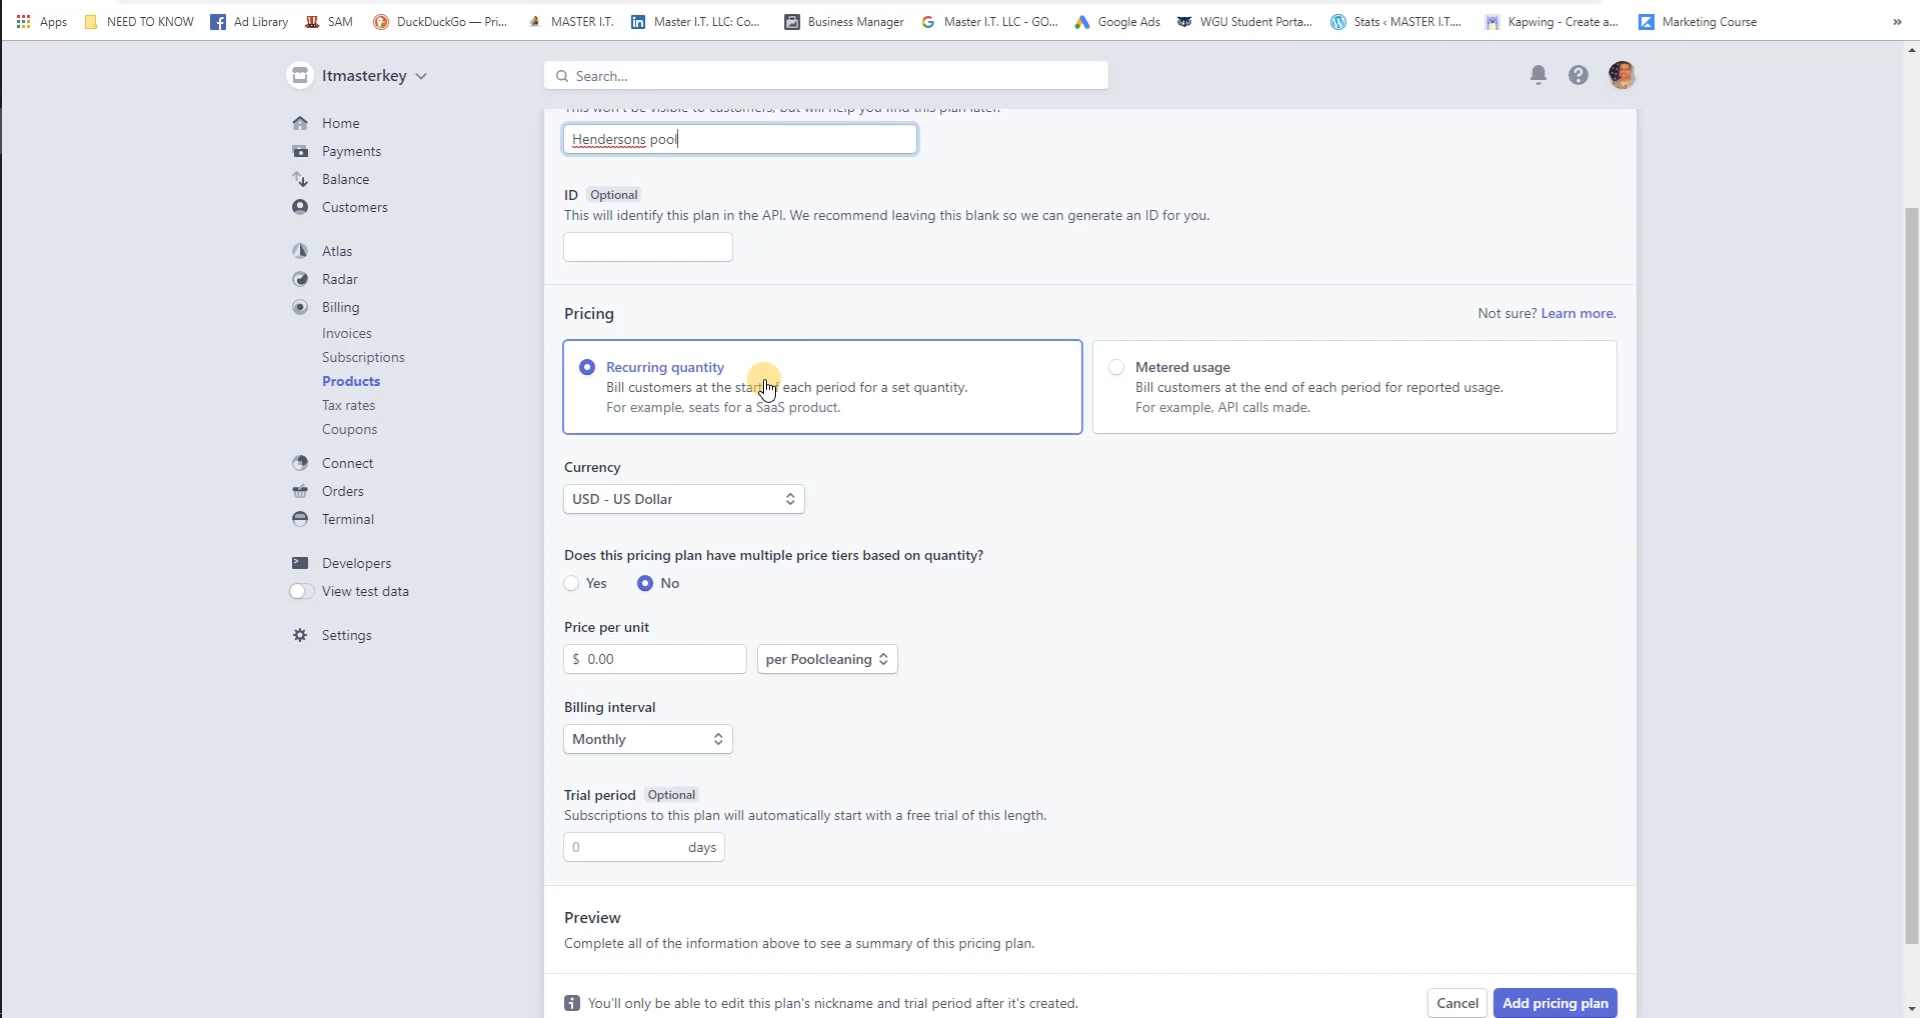 Apps NEED TO KNOW Ad Library SAM DuckDuckGo — Pri... MASTER I.T. Master I.T. LLC: Co... Business Manager Master I.T. LLC - GO... Google Ads WGU Student Porta... Stats ‹ MASTER I.T.... Kapwing - Create a... Marketing Course »
Itmasterkey
Search...
Home
Payments
Balance
Customers
Atlas
Radar
Billing
Invoices
Subscriptions
Products
Tax rates
Coupons
Connect
Orders
Terminal
Developers
View test data
Settings
This won't be visible to customers, but will help you find this plan later.
Hendersons pool
ID Optional
This will identify this plan in the API. We recommend leaving this blank so we can generate an ID for you.
Pricing
Not sure? Learn more.
Recurring quantity
Bill customers at the start of each period for a set quantity.
For example, seats for a SaaS product.
Metered usage
Bill customers at the end of each period for reported usage.
For example, API calls made.
Currency
USD - US Dollar
Does this pricing plan have multiple price tiers based on quantity?
Yes No
Price per unit
$ 0.00 per Poolcleaning
Billing interval
Monthly
Trial period Optional
Subscriptions to this plan will automatically start with a free trial of this length.
0 days
Preview
Complete all of the information above to see a summary of this pricing plan.
You'll only be able to edit this plan's nickname and trial period after it's created.
Cancel Add pricing plan